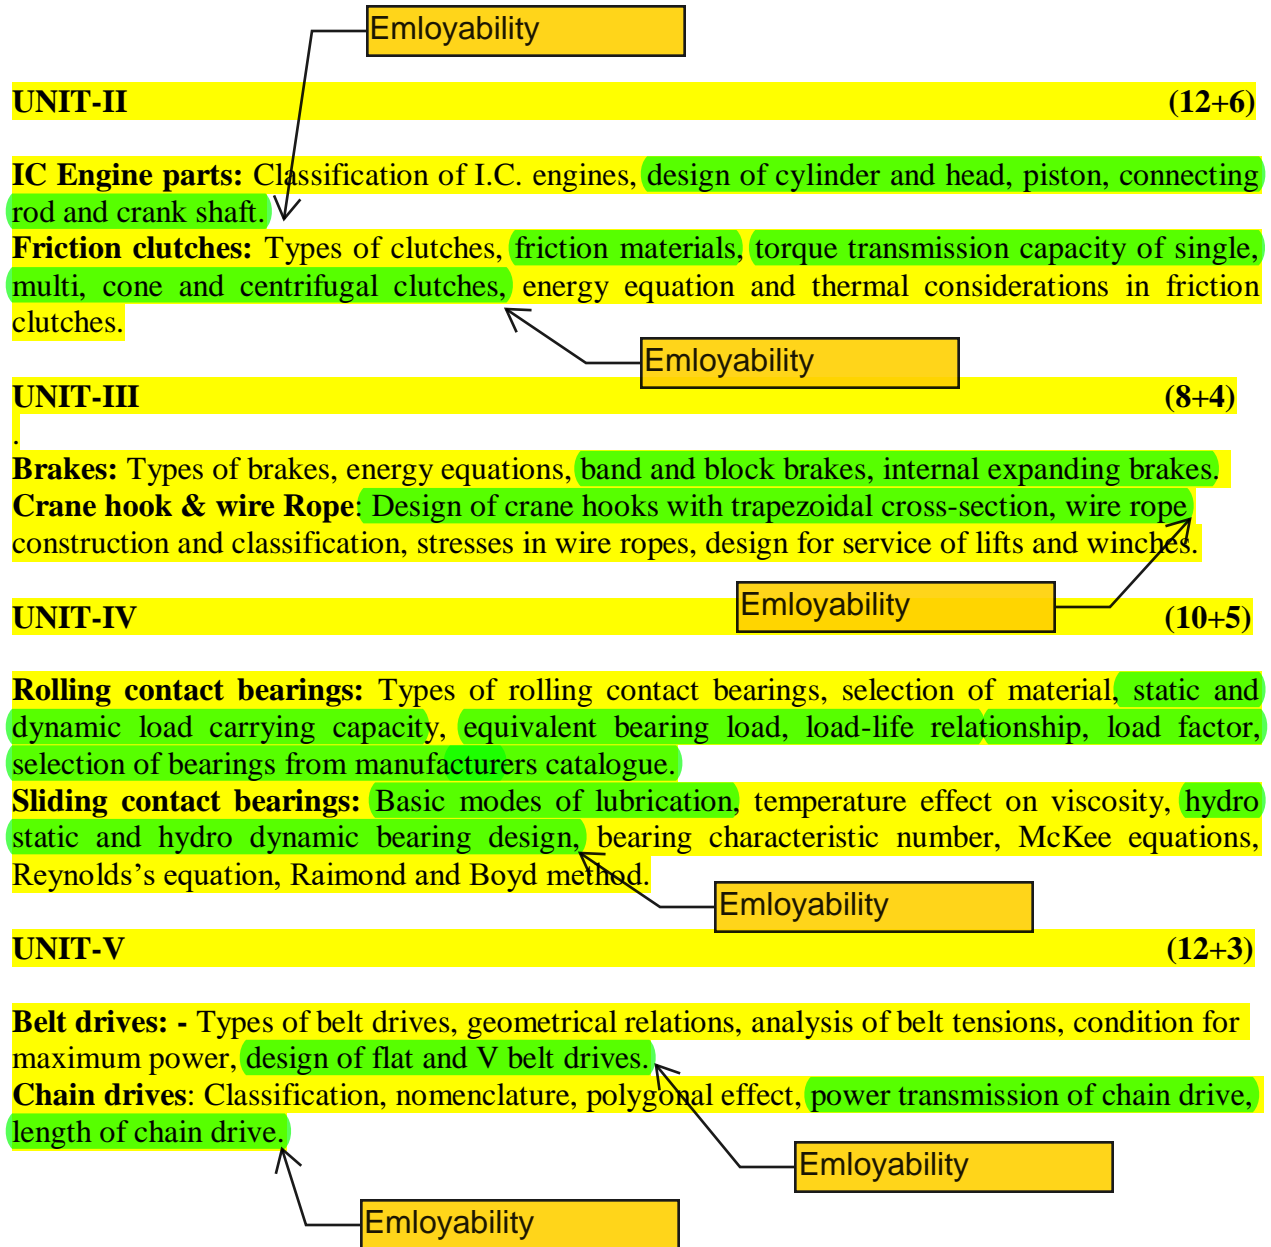 Emloyability
UNIT-II (12+6)
IC Engine parts: Classification of I.C. engines, design of cylinder and head, piston, connecting
rod and crank shaft.
Friction clutches: Types of clutches, friction materials, torque transmission capacity of single,
multi, cone and centrifugal clutches, energy equation and thermal considerations in friction
clutches.
Emloyability
UNIT-III (8+4)
.
Brakes: Types of brakes, energy equations, band and block brakes, internal expanding brakes.
Crane hook & wire Rope: Design of crane hooks with trapezoidal cross-section, wire rope
construction and classification, stresses in wire ropes, design for service of lifts and winches.
Emloyability
UNIT-IV (10+5)
Rolling contact bearings: Types of rolling contact bearings, selection of material, static and
dynamic load carrying capacity, equivalent bearing load, load-life relationship, load factor,
selection of bearings from manufacturers catalogue.
Sliding contact bearings: Basic modes of lubrication, temperature effect on viscosity, hydro
static and hydro dynamic bearing design, bearing characteristic number, McKee equations,
Reynolds’s equation, Raimond and Boyd method.
Emloyability
UNIT-V (12+3)
Belt drives: - Types of belt drives, geometrical relations, analysis of belt tensions, condition for
maximum power, design of flat and V belt drives.
Chain drives: Classification, nomenclature, polygonal effect, power transmission of chain drive,
length of chain drive.
Emloyability
Emloyability